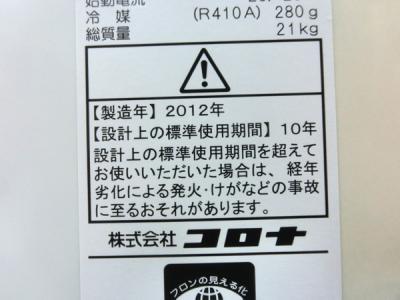 始動電流
冷 媒 (R410A) 280g
総質量 21kg
【製造年】2012年
【設計上の標準使用期間】10年
設計上の標準使用期間を超えて
お使いいただいた場合は、経年
劣化による発火・けがなどの事故
に至るおそれがあります。
株式会社 コロナ
フロンの見える化